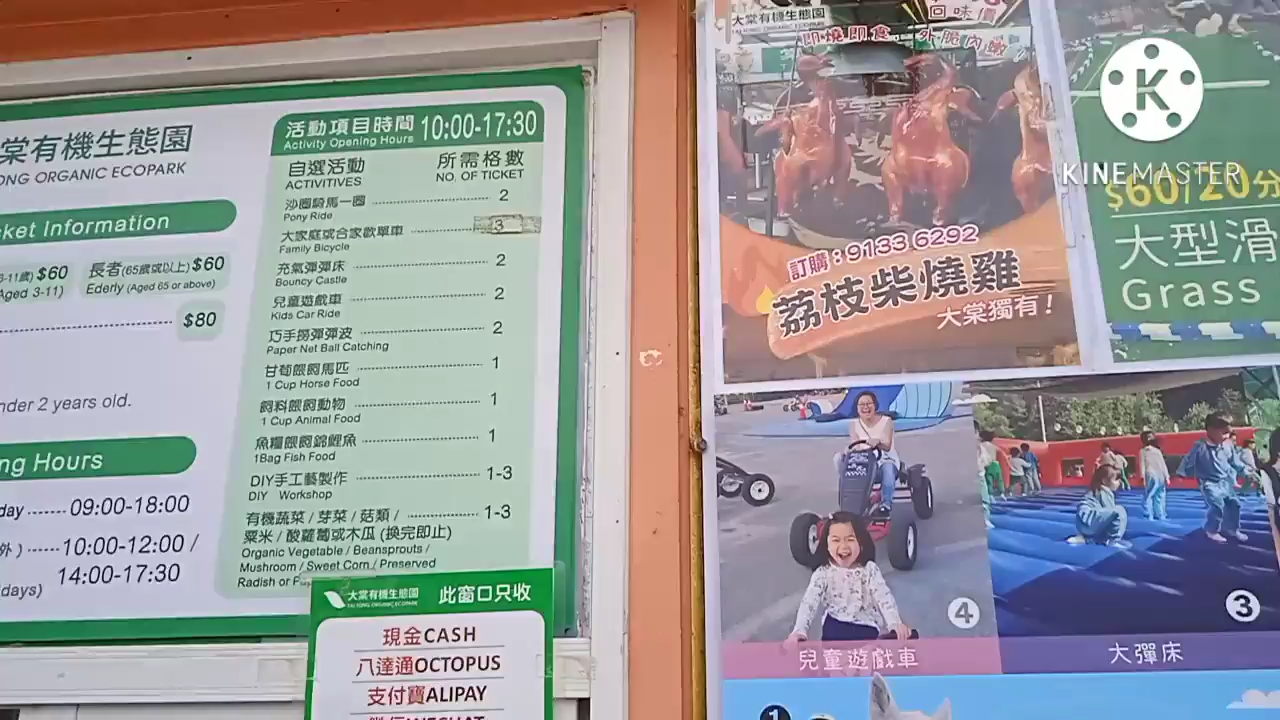 棠有機生態園
ONG ORGANIC ECOPARK
cket Information
3-11歲) $60
Aged 3-11)
長者(65歲或以上) $60
Ederly (Aged 65 or above)
$80
nder 2 years old.
ng Hours
day 09:00-18:00
外 ) 10:00-12:00 /
days) 14:00-17:30
活動項目時間 10:00-17:30
Activity Opening Hours
自選活動 所需格數
ACTIVITIVES NO. OF TICKET
沙圈騎馬一圈 2
Pony Ride
大家庭或合家歡單車 3
Family Bicycle
充氣彈彈床 2
Bouncy Castle
兒童遊戲車 2
Kids Car Ride
巧手撈彈彈波 2
Paper Net Ball Catching
甘荀餵飼馬匹 1
1 Cup Horse Food
飼料餵飼動物 1
1 Cup Animal Food
魚糧餵飼錦鯉魚 1
1Bag Fish Food
DIY手工藝製作 1-3
DIY Workshop
有機蔬菜 / 芽菜 / 菇類 / 1-3
粟米 / 酸蘿蔔或木瓜 (換完即止)
Organic Vegetable / Beansprouts /
Mushroom / Sweet Corn / Preserved
Radish or
大棠有機生態園
TAI TONG ORGANIC ECOPARK
此窗口只收
現金CASH
八達通OCTOPUS
支付寶ALIPAY
大棠有機生態園
回味價
即燒即食，外脆內嫩
訂購：9133 6292
荔枝柴燒雞
大棠獨有！
K
KINEMASTER
$60/20分
大型滑
Grass
4
兒童遊戲車
3
大彈床
1